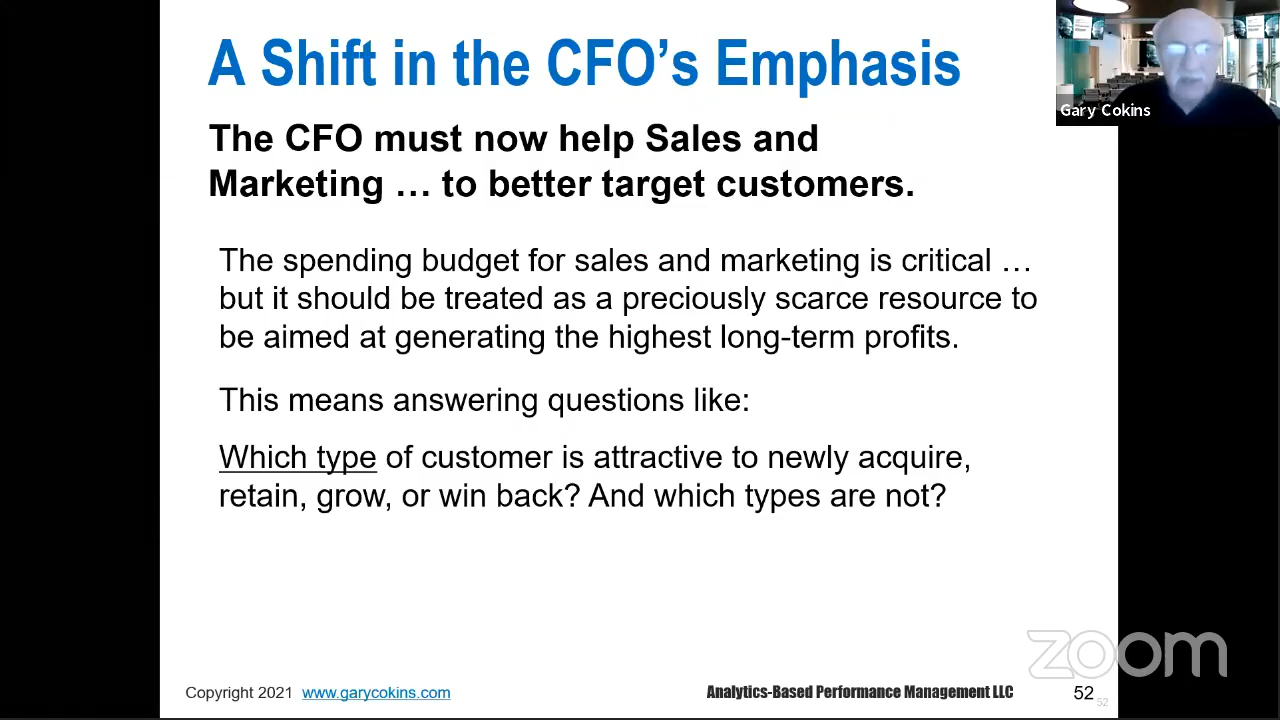 A Shift in the CFO's Emphasis
Gary Cokins
The CFO must now help Sales and
Marketing … to better target customers.
The spending budget for sales and marketing is critical …
but it should be treated as a preciously scarce resource to
be aimed at generating the highest long-term profits.
This means answering questions like:
Which type of customer is attractive to newly acquire,
retain, grow, or win back? And which types are not?
zoom
Copyright 2021 www.garycokins.com
Analytics-Based Performance Management LLC
52
52